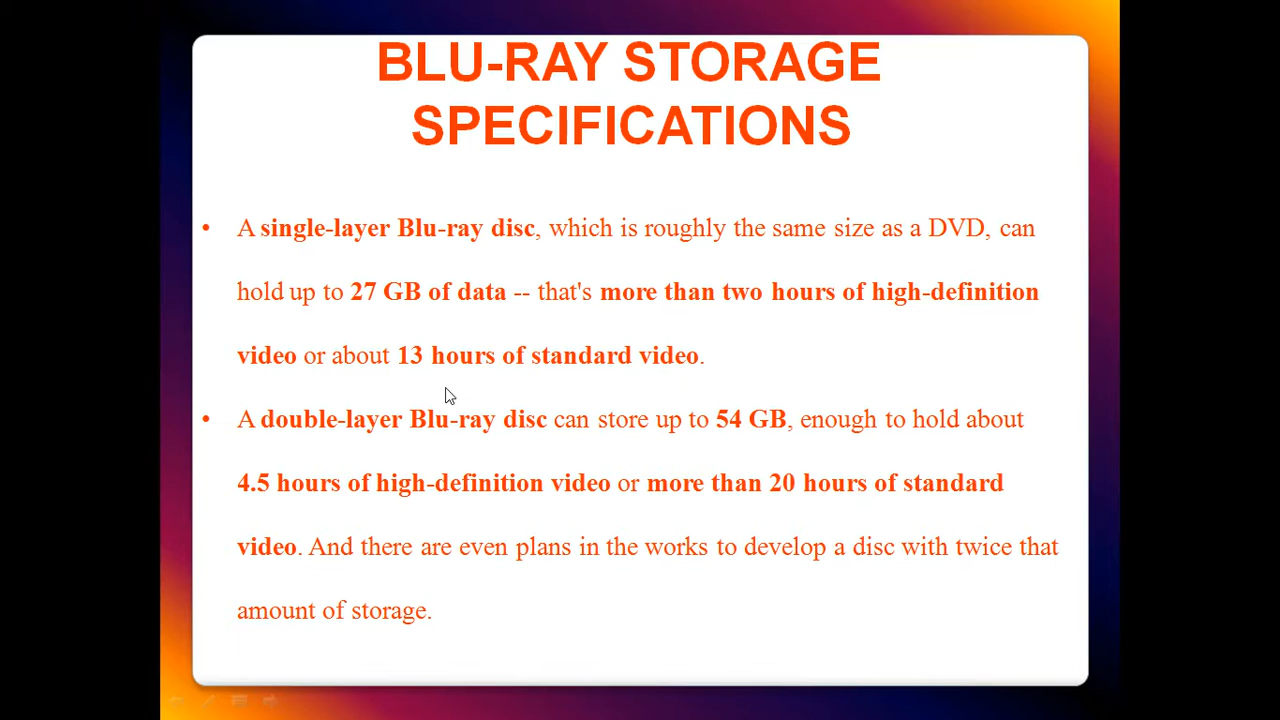 BLU-RAY STORAGE
SPECIFICATIONS
• A single-layer Blu-ray disc, which is roughly the same size as a DVD, can
hold up to 27 GB of data -- that's more than two hours of high-definition
video or about 13 hours of standard video.
• A double-layer Blu-ray disc can store up to 54 GB, enough to hold about
4.5 hours of high-definition video or more than 20 hours of standard
video. And there are even plans in the works to develop a disc with twice that
amount of storage.